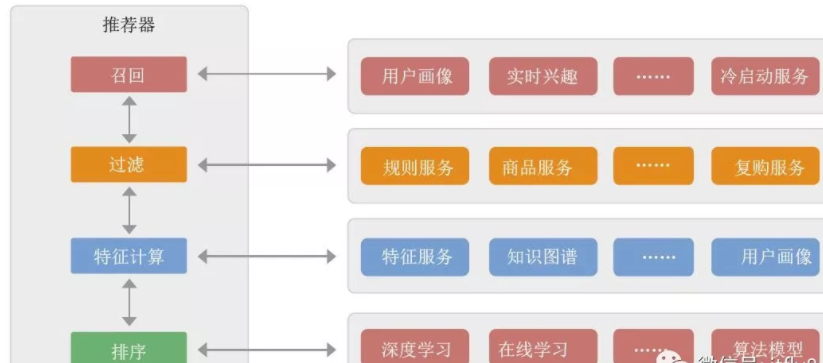 推荐器
召回
用户画像 实时兴趣 …… 冷启动服务
过滤
规则服务 商品服务 …… 复购服务
特征计算
特征服务 知识图谱 …… 用户画像
排序
深度学习 在线学习 …… 算法模型